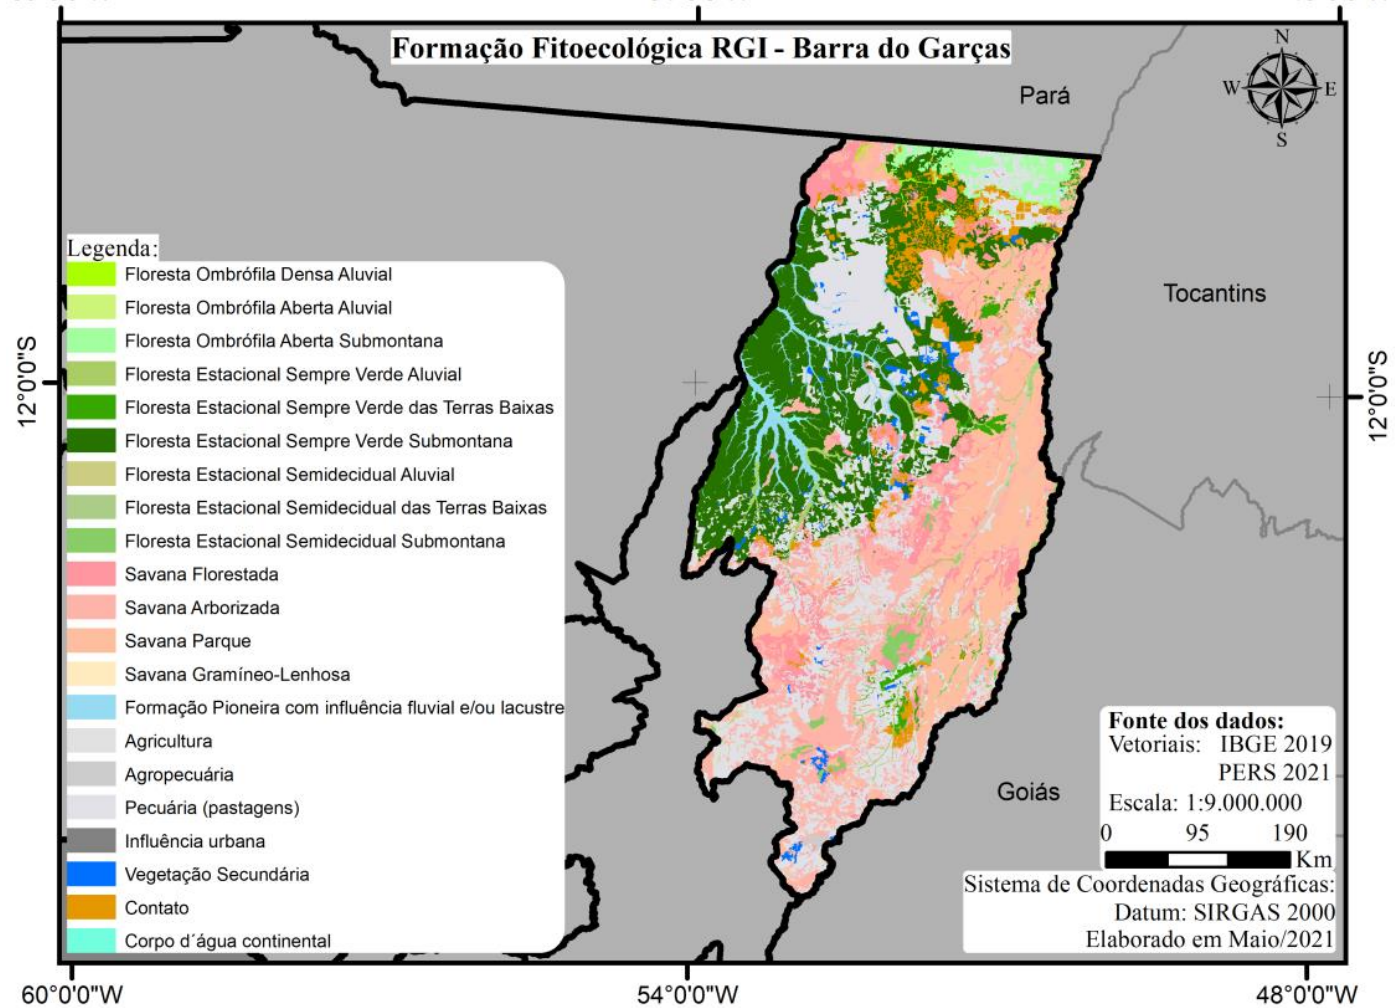 Formação Fitoecológica RGI - Barra do Garças
N
W
E
S
Pará
Tocantins
Goiás
12°0'0"S
12°0'0"S
Legenda:
Floresta Ombrófila Densa Aluvial
Floresta Ombrófila Aberta Aluvial
Floresta Ombrófila Aberta Submontana
Floresta Estacional Sempre Verde Aluvial
Floresta Estacional Sempre Verde das Terras Baixas
Floresta Estacional Sempre Verde Submontana
Floresta Estacional Semidecidual Aluvial
Floresta Estacional Semidecidual das Terras Baixas
Floresta Estacional Semidecidual Submontana
Savana Florestada
Savana Arborizada
Savana Parque
Savana Gramíneo-Lenhosa
Formação Pioneira com influência fluvial e/ou lacustre
Agricultura
Agropecuária
Pecuária (pastagens)
Influência urbana
Vegetação Secundária
Contato
Corpo d´água continental
Fonte dos dados:
Vetoriais: IBGE 2019
PERS 2021
Escala: 1:9.000.000
0 95 190
Km
Sistema de Coordenadas Geográficas:
Datum: SIRGAS 2000
Elaborado em Maio/2021
60°0'0"W 54°0'0"W 48°0'0"W